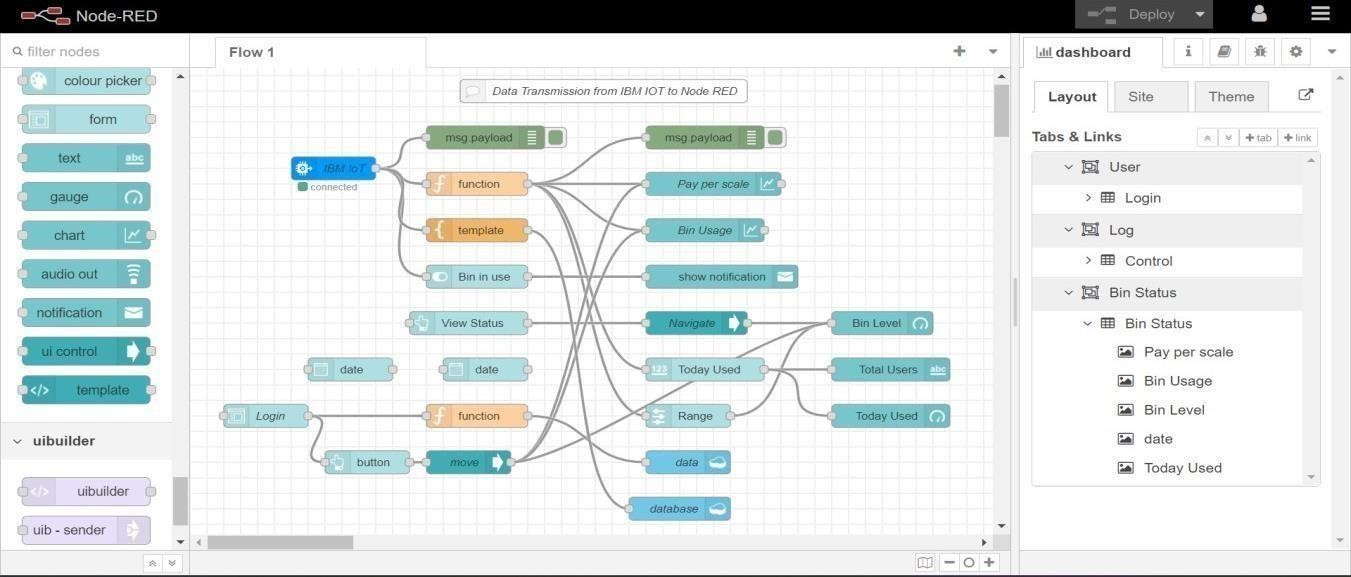 Node-RED
Deploy
filter nodes
colour picker
form
text
abc
gauge
chart
audio out
notification
ui control
template
uibuilder
uibuilder
uib - sender
Flow 1
Data Transmission from IBM IOT to Node RED
msg.payload
msg.payload
IBM IoT
connected
function
Pay per scale
template
Bin Usage
Bin in use
show notification
View Status
Navigate
Bin Level
date
date
123
Today Used
Total Users
abc
Login
function
Range
Today Used
button
move
data
database
dashboard
i
Layout
Site
Theme
Tabs & Links
+ tab
+ link
User
Login
Log
Control
Bin Status
Bin Status
Pay per scale
Bin Usage
Bin Level
date
Today Used